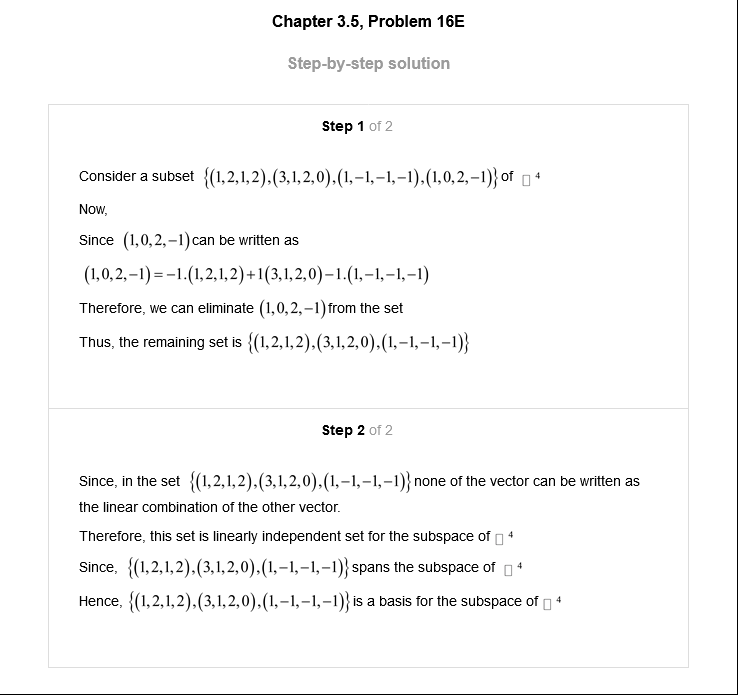 Chapter 3.5, Problem 16E
Step-by-step solution
Step 1 of 2
Consider a subset {(1,2,1,2),(3,1,2,0),(1,−1,−1,−1),(1,0,2,−1)} of □ 4
Now,
Since (1,0,2,−1) can be written as
(1,0,2,−1)=−1.(1,2,1,2)+1(3,1,2,0)−1.(1,−1,−1,−1)
Therefore, we can eliminate (1,0,2,−1) from the set
Thus, the remaining set is {(1,2,1,2),(3,1,2,0),(1,−1,−1,−1)}
Step 2 of 2
Since, in the set {(1,2,1,2),(3,1,2,0),(1,−1,−1,−1)} none of the vector can be written as
the linear combination of the other vector.
Therefore, this set is linearly independent set for the subspace of □ 4
Since, {(1,2,1,2),(3,1,2,0),(1,−1,−1,−1)} spans the subspace of □ 4
Hence, {(1,2,1,2),(3,1,2,0),(1,−1,−1,−1)} is a basis for the subspace of □ 4